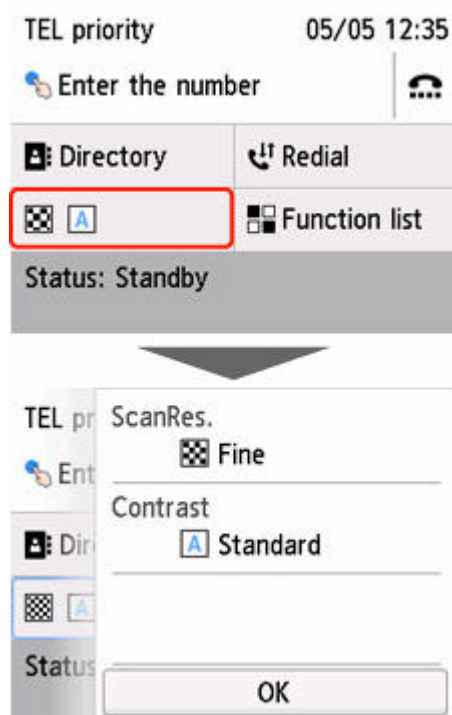 TEL priority 05/05 12:35
Enter the number
Directory Redial
A Function list
Status: Standby
TEL pr ScanRes.
Fine
Ent
Contrast
Dir A Standard
A
Status
OK